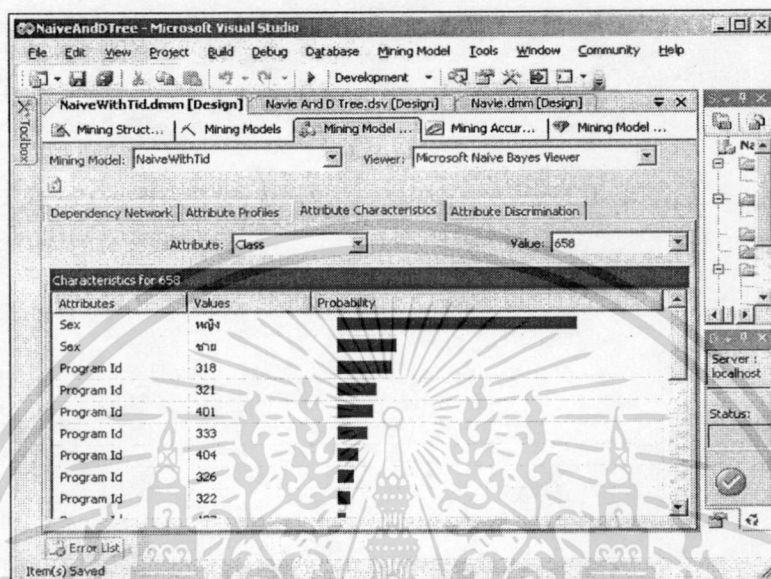 NaiveAndDTree - Microsoft Visual Studio
File Edit View Project Build Debug Database Mining Model Tools Window Community Help
Development
Toolbox
NaiveWithTid.dmm [Design] Navie And D Tree.dsv [Design] Navie.dmm [Design]
Mining Struct... Mining Models Mining Model ... Mining Accur... Mining Model ...
Mining Model: NaiveWithTid Viewer: Microsoft Naive Bayes Viewer
Dependency Network Attribute Profiles Attribute Characteristics Attribute Discrimination
Attribute: Class Value: 658
Characteristics for 658
Attributes Values Probability
Sex หญิง
Sex ชาย
Program Id 318
Program Id 321
Program Id 401
Program Id 333
Program Id 404
Program Id 326
Program Id 322
Na
Server :
localhost
Status:
Error List
Item(s) Saved